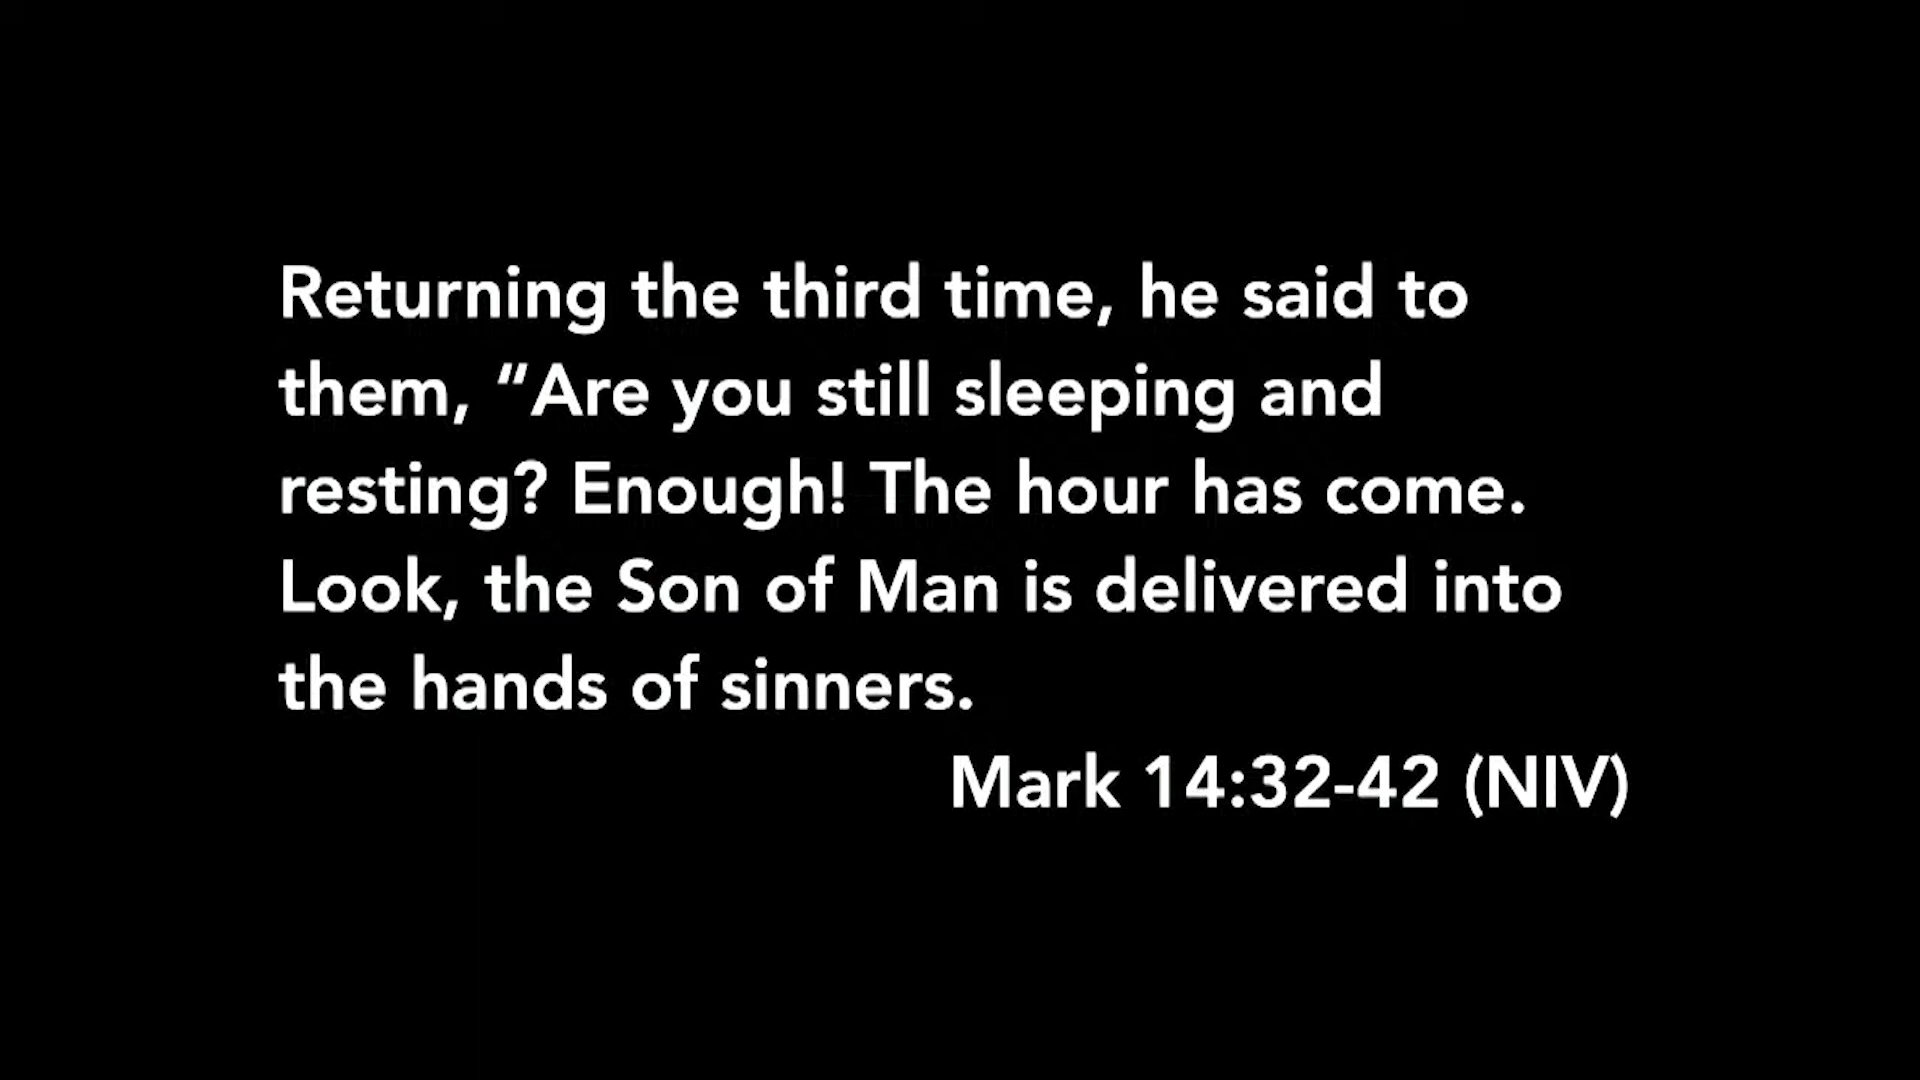 Returning the third time, he said to
them, “Are you still sleeping and
resting? Enough! The hour has come.
Look, the Son of Man is delivered into
the hands of sinners.
Mark 14:32-42 (NIV)